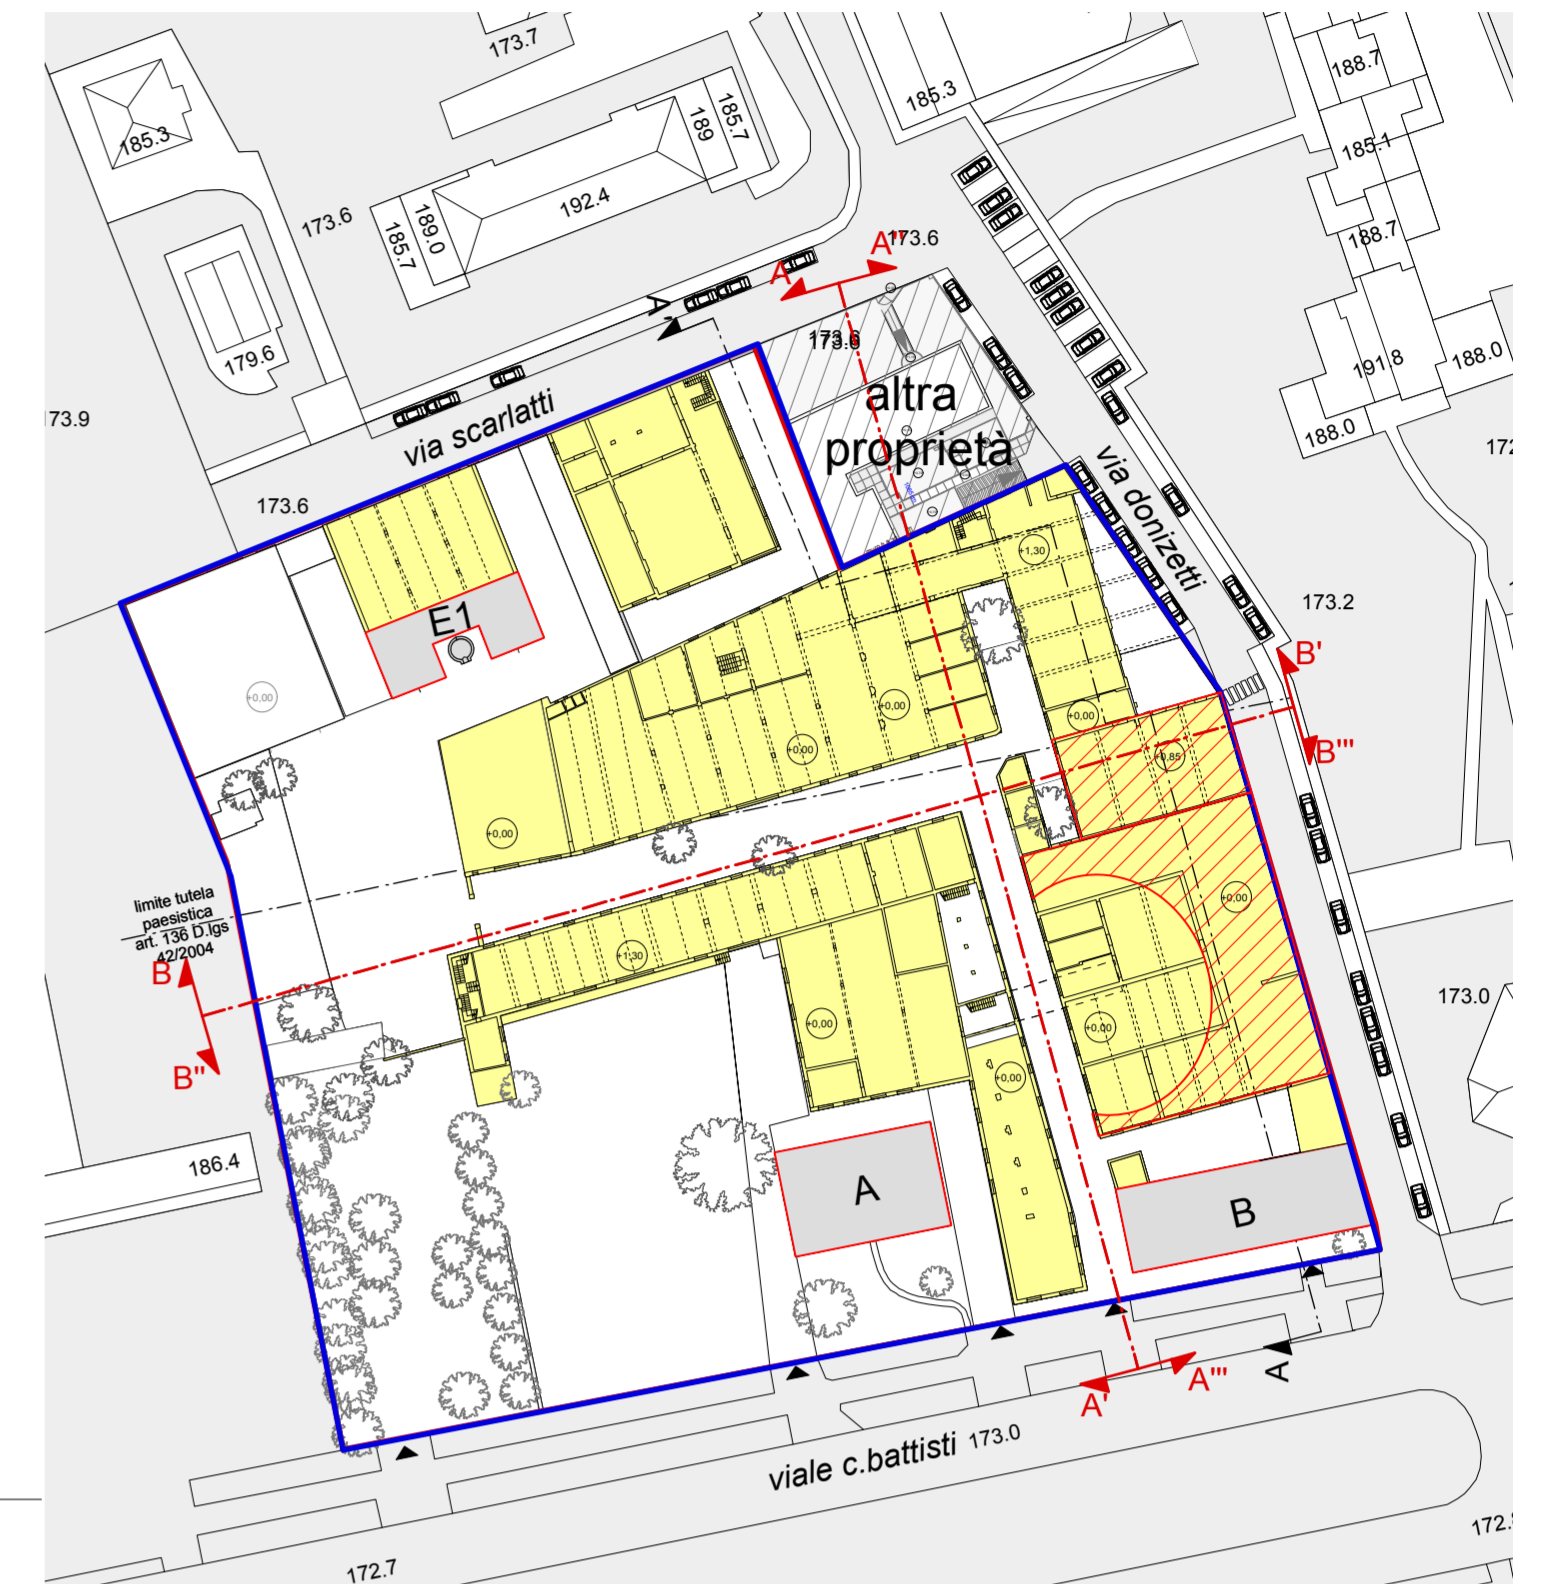 173.7
188.7
185.3
185.3
189
185.7
185.1
192.4
173.6
189.0
185.7
A"
173.6
188.7
A
A'
179.6
173.6
191.8
188.0
altra
proprietà
188.0
173.9
via scarlatti
via donizetti
173.6
+1,30
173.2
E1
B'
+0,00
+0,00
+0,00
+0,00
B'''
+0,85
+0,00
limite tutela
paesistica
art. 136 D.lgs
42/2004
+0,00
B
+1,30
173.0
+0,00
+0,00
B"
+0,00
186.4
A
B
A
A'''
A'
viale c.battisti 173.0
172.7